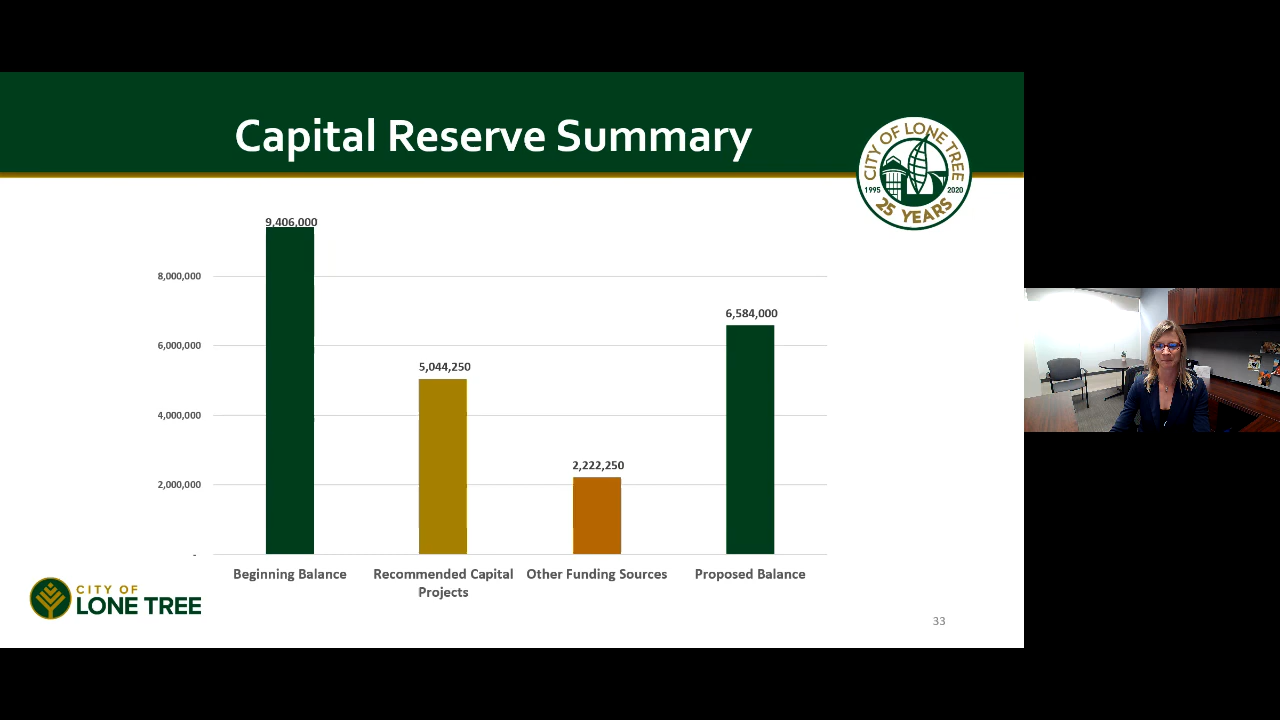 Capital Reserve Summary
CITY OF LONE TREE
1995
2020
25 YEARS
9,406,000
8,000,000
6,584,000
6,000,000
5,044,250
4,000,000
2,222,250
2,000,000
-
Beginning Balance
Recommended Capital
Projects
Other Funding Sources
Proposed Balance
CITY OF
LONE TREE
33